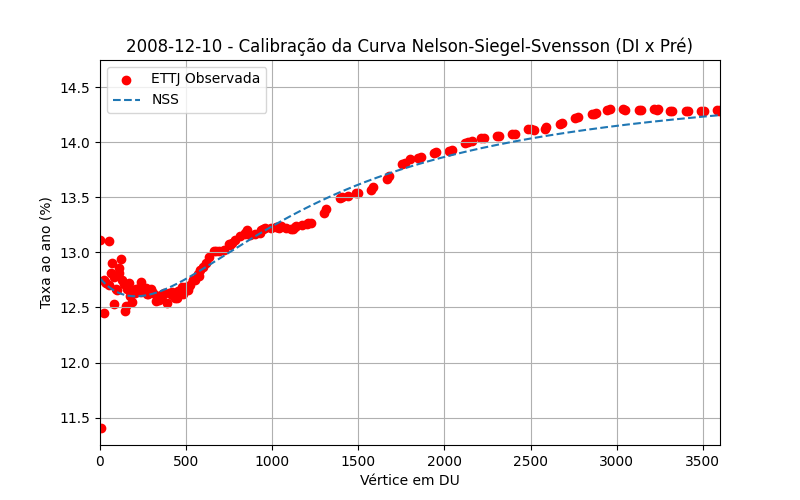 2008-12-10 - Calibração da Curva Nelson-Siegel-Svensson (DI x Pré)
ETTJ Observada
NSS
Taxa ao ano (%)
14.5
14.0
13.5
13.0
12.5
12.0
11.5
0 500 1000 1500 2000 2500 3000 3500
Vértice em DU